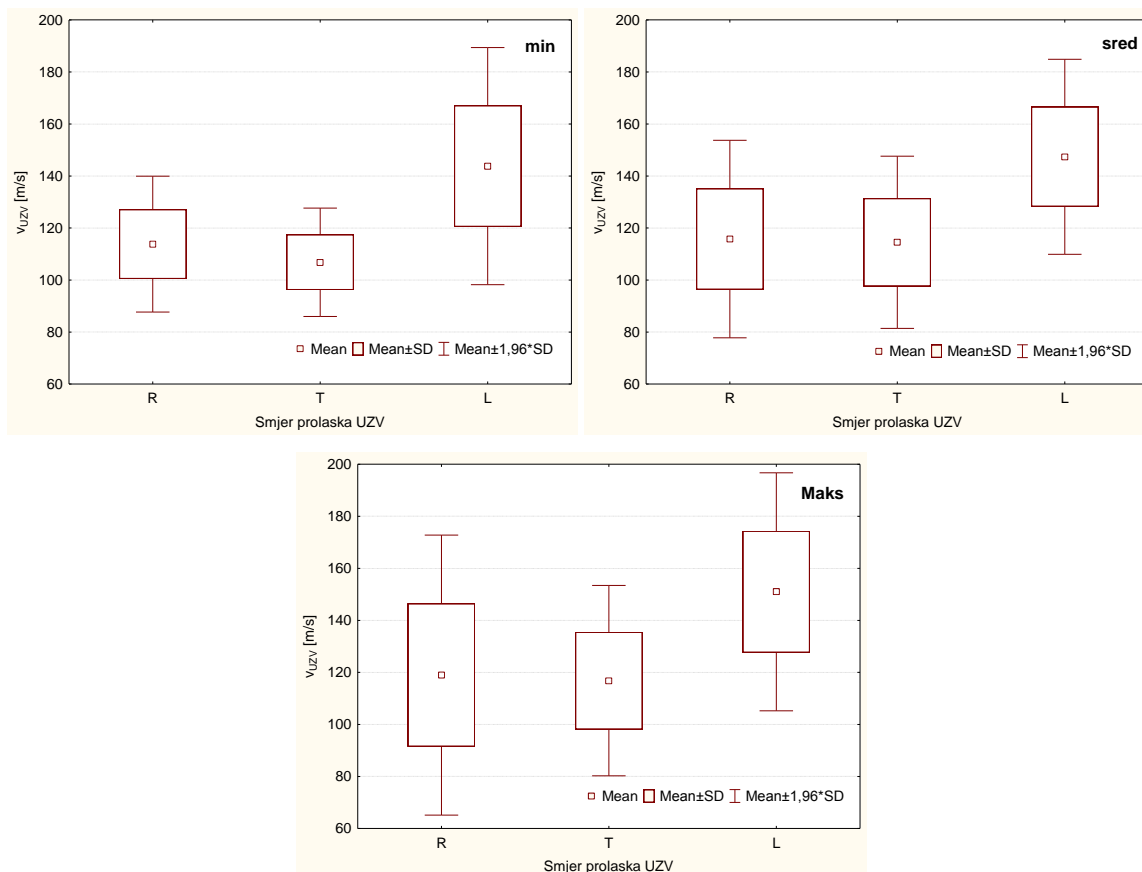 min
200
180
160
140
120
100
80
60
v_UZV [m/s]
Mean Mean±SD Mean±1,96*SD
R T L
Smjer prolaska UZV
sred
200
180
160
140
120
100
80
60
v_UZV [m/s]
Mean Mean±SD Mean±1,96*SD
R T L
Smjer prolaska UZV
Maks
200
180
160
140
120
100
80
60
v_UZV [m/s]
Mean Mean±SD Mean±1,96*SD
R T L
Smjer prolaska UZV